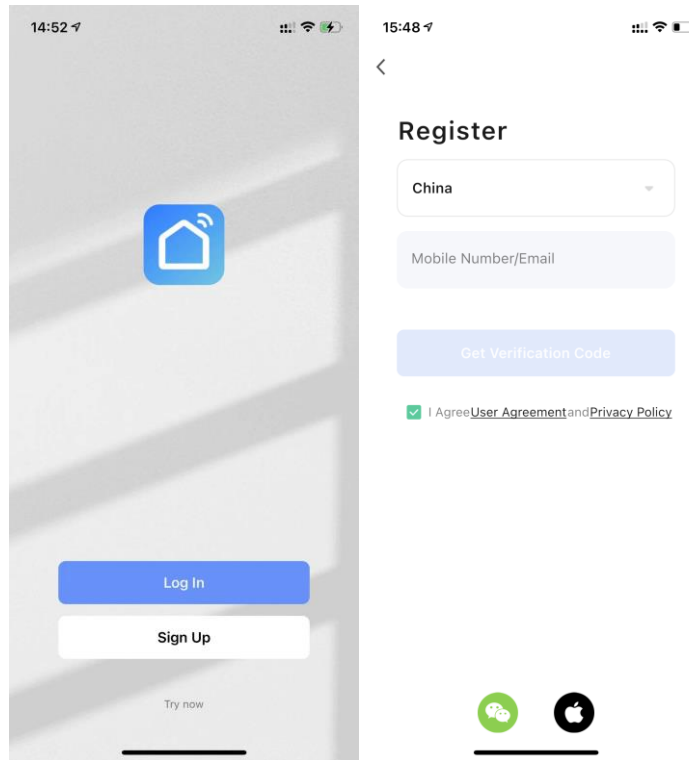 14:52
Log In
Sign Up
Try now
15:48
Register
China
Mobile Number/Email
Get Verification Code
I AgreeUser AgreementandPrivacy Policy